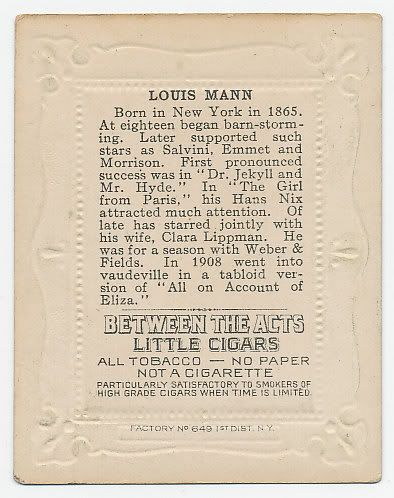 LOUIS MANN
Born in New York in 1865.
At eighteen began barn-storm-
ing. Later supported such
stars as Salvini, Emmet and
Morrison. First pronounced
success was in "Dr. Jekyll and
Mr. Hyde." In "The Girl
from Paris," his Hans Nix
attracted much attention. Of
late has starred jointly with
his wife, Clara Lippman. He
was for a season with Weber &
Fields. In 1908 went into
vaudeville in a tabloid ver-
sion of "All on Account of
Eliza."
BETWEEN THE ACTS
LITTLE CIGARS
ALL TOBACCO — NO PAPER
NOT A CIGARETTE
PARTICULARLY SATISFACTORY TO SMOKERS OF
HIGH GRADE CIGARS WHEN TIME IS LIMITED.
FACTORY No 649 1ST DIST. N.Y.